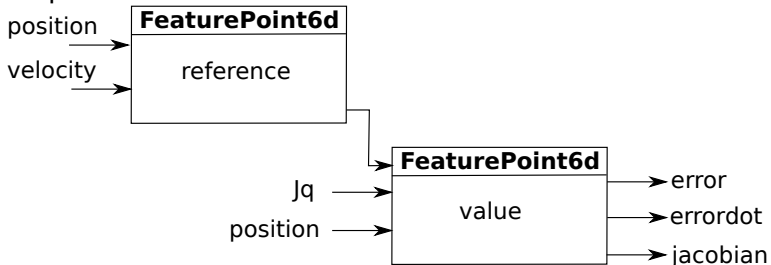 position
FeaturePoint6d
velocity
reference
FeaturePoint6d
Jq
position
value
error
errordot
jacobian